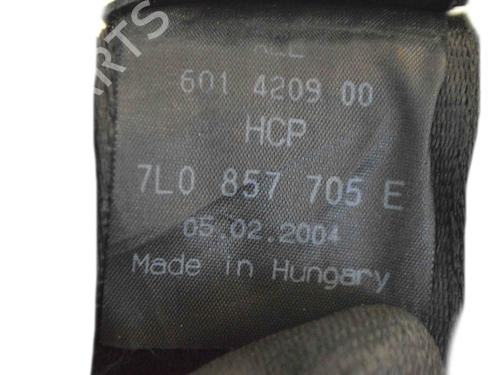 601 4209 00
HCP
7L0 857 705 E
05.02.2004
Made in Hungary